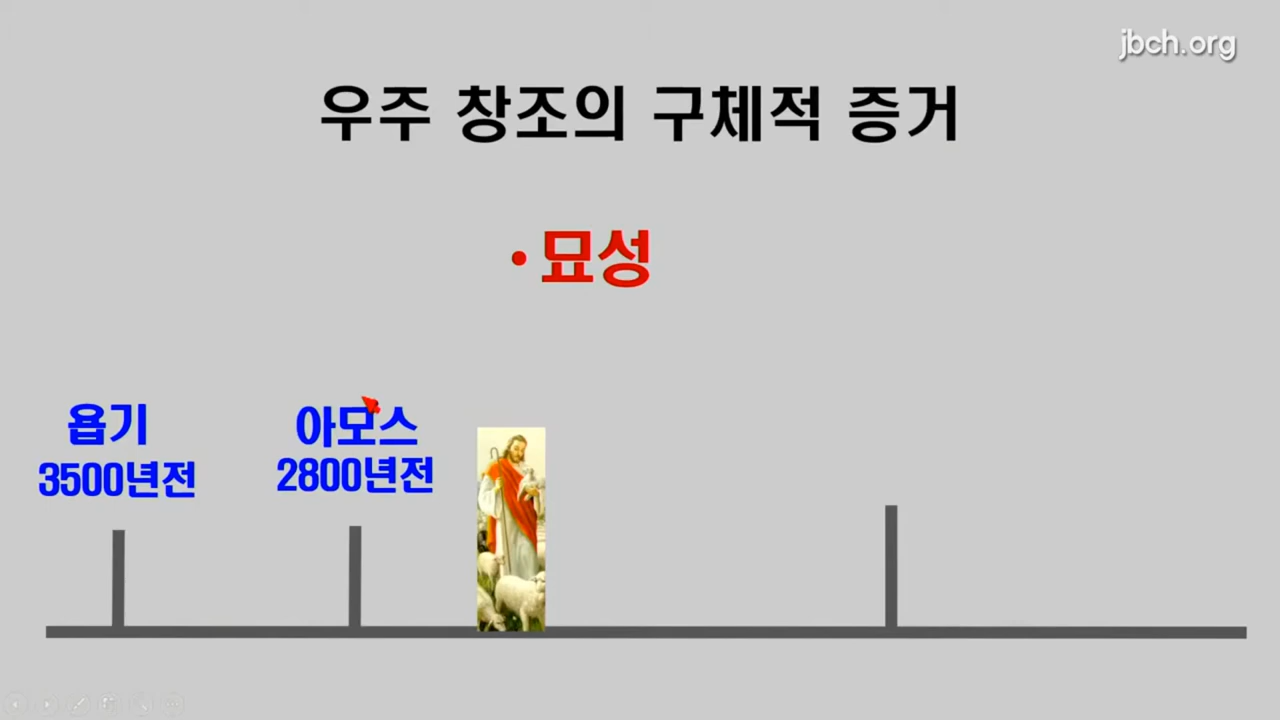 jbch.org
우주 창조의 구체적 증거
• 묘성
욥기
3500년전
아모스
2800년전